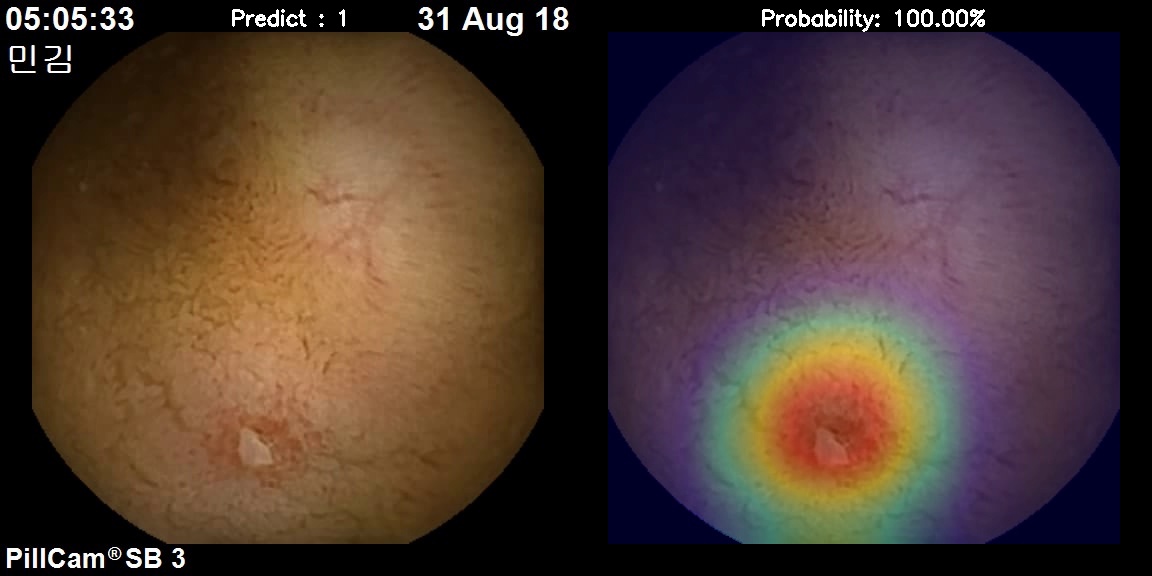 05:05:33 Predict : 1 31 Aug 18 Probability: 100.00%
민김
PillCam® SB 3